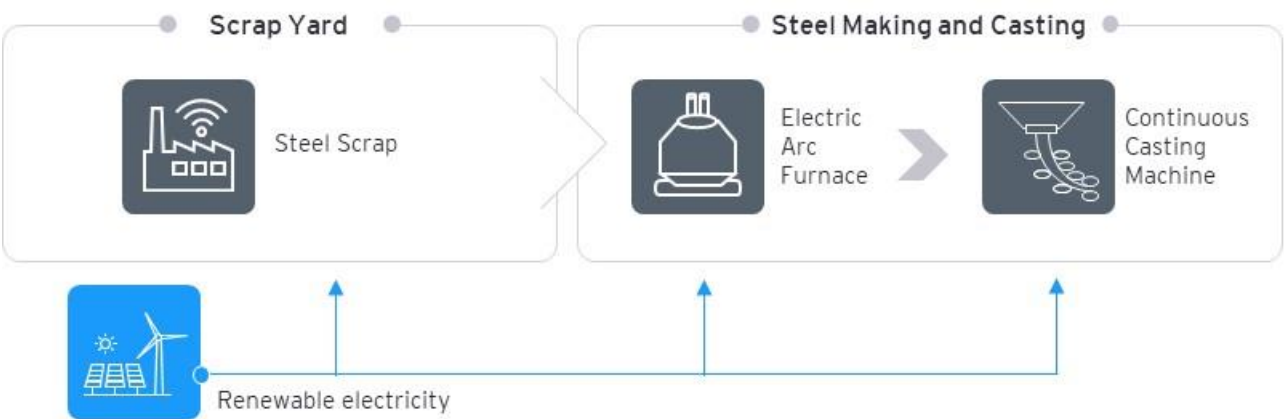 Scrap Yard
Steel Making and Casting
Steel Scrap
Electric
Arc
Furnace
Continuous
Casting
Machine
Renewable electricity